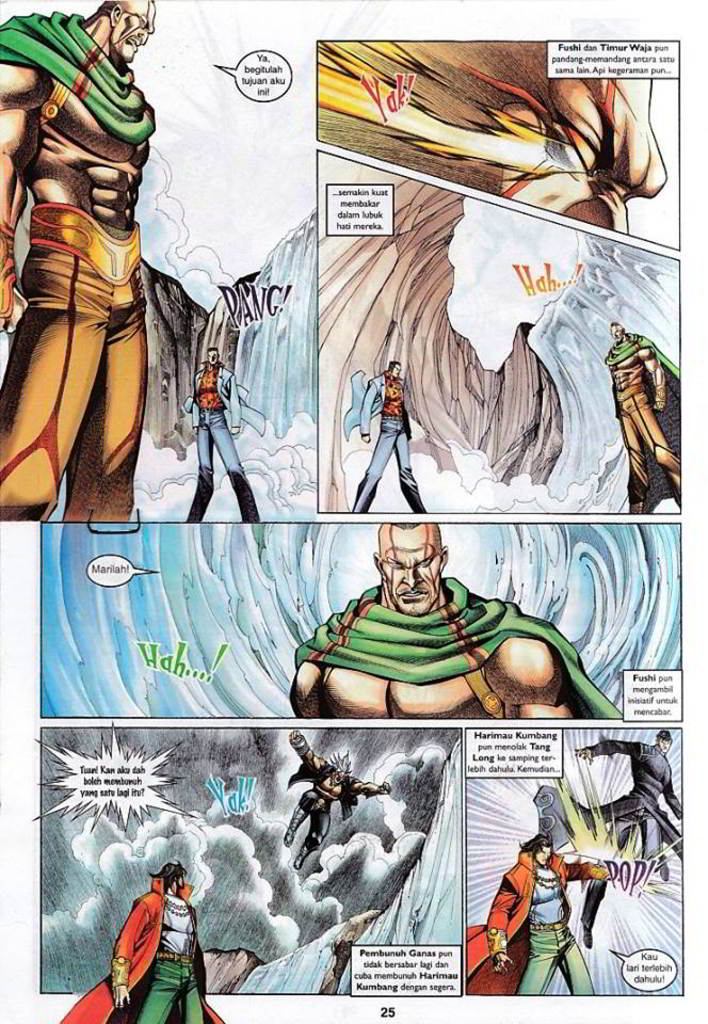 Ya,
begitulah
tujuan aku
ini!
PANG!
Fushi dan Timur Waja pun
pandang-memandang antara satu
sama lain. Api kegeraman pun...
Yak!
...semakin kuat
membakar
dalam lubuk
hati mereka.
Hah....!
Marilah!
Hah....!
Fushi pun
mengambil
inisiatif untuk
mencabar.
Tuan! Kan aku dah
boleh membunuh
yang satu lagi itu?
Yak!
Pembunuh Ganas pun
tidak bersabar lagi dan
cuba membunuh Harimau
Kumbang dengan segera.
Harimau Kumbang
pun menolak Tang
Long ke samping ter-
lebih dahulu. Kemudian...
POP!
Kau
lari terlebih
dahulu!
25